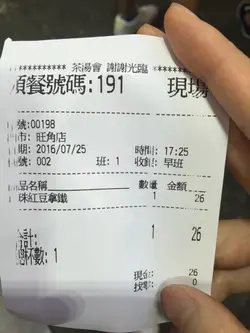 ********** 茶湯會 謝謝光臨 **********
領餐號碼:191 現場
號:00198
市: 旺角店
期:2016/07/25 時間:17:25
號: 002 班: 1 收銀: 早班
品名稱 數量 金額
珠紅豆拿鐵 1 26
合計: 1 26
總杯數: 1
現金: 26
找零: 0